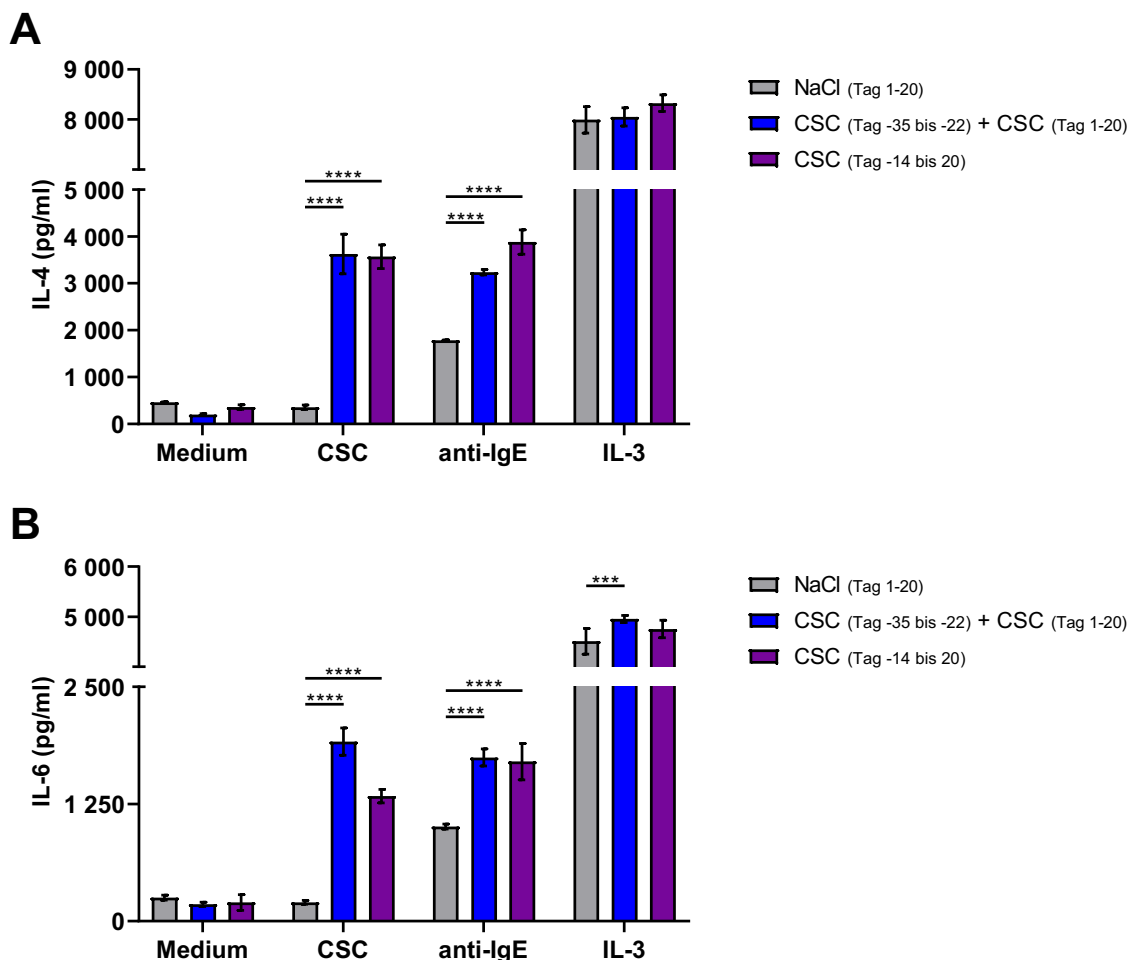 A
IL-4 (pg/ml)
9 000
8 000
5 000
4 000
3 000
2 000
1 000
0
**** 
****
****
****
Medium CSC anti-IgE IL-3
NaCl (Tag 1-20)
CSC (Tag -35 bis -22) + CSC (Tag 1-20)
CSC (Tag -14 bis 20)
B
IL-6 (pg/ml)
6 000
5 000
2 500
1 250
0
***
****
****
****
****
Medium CSC anti-IgE IL-3
NaCl (Tag 1-20)
CSC (Tag -35 bis -22) + CSC (Tag 1-20)
CSC (Tag -14 bis 20)